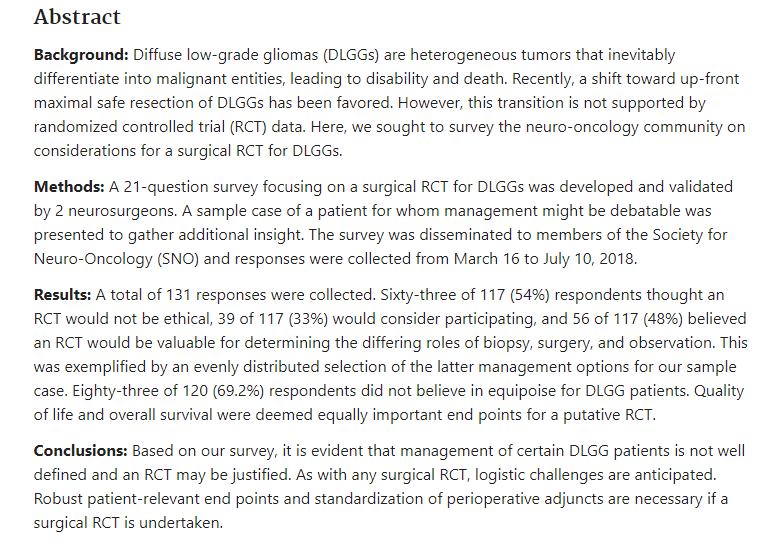 Abstract
Background: Diffuse low-grade gliomas (DLGGs) are heterogeneous tumors that inevitably
differentiate into malignant entities, leading to disability and death. Recently, a shift toward up-front
maximal safe resection of DLGGs has been favored. However, this transition is not supported by
randomized controlled trial (RCT) data. Here, we sought to survey the neuro-oncology community on
considerations for a surgical RCT for DLGGs.
Methods: A 21-question survey focusing on a surgical RCT for DLGGs was developed and validated
by 2 neurosurgeons. A sample case of a patient for whom management might be debatable was
presented to gather additional insight. The survey was disseminated to members of the Society for
Neuro-Oncology (SNO) and responses were collected from March 16 to July 10, 2018.
Results: A total of 131 responses were collected. Sixty-three of 117 (54%) respondents thought an
RCT would not be ethical, 39 of 117 (33%) would consider participating, and 56 of 117 (48%) believed
an RCT would be valuable for determining the differing roles of biopsy, surgery, and observation. This
was exemplified by an evenly distributed selection of the latter management options for our sample
case. Eighty-three of 120 (69.2%) respondents did not believe in equipoise for DLGG patients. Quality
of life and overall survival were deemed equally important end points for a putative RCT.
Conclusions: Based on our survey, it is evident that management of certain DLGG patients is not well
defined and an RCT may be justified. As with any surgical RCT, logistic challenges are anticipated.
Robust patient-relevant end points and standardization of perioperative adjuncts are necessary if a
surgical RCT is undertaken.